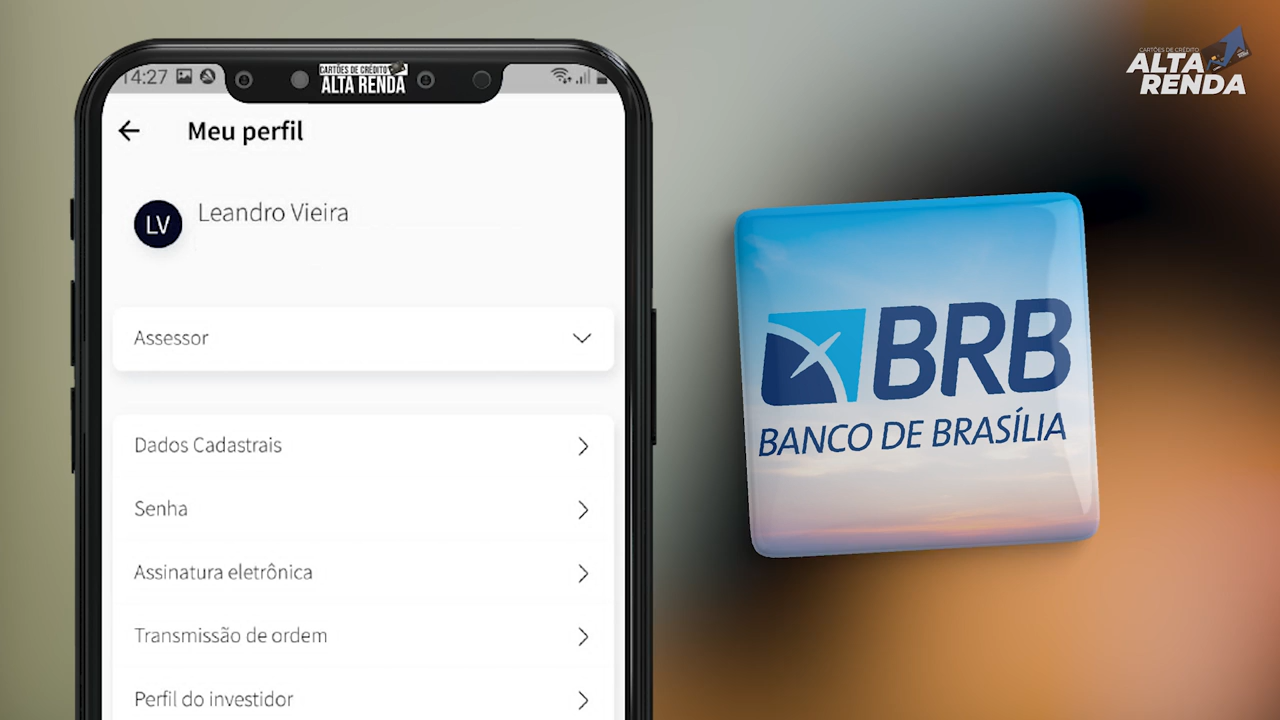 14:27
CARTÕES DE CRÉDITO
ALTA RENDA
Meu perfil
LV
Leandro Vieira
Assessor
Dados Cadastrais
Senha
Assinatura eletrônica
Transmissão de ordem
Perfil do investidor
CARTÕES DE CRÉDITO
ALTA
RENDA
BRB
BANCO DE BRASÍLIA